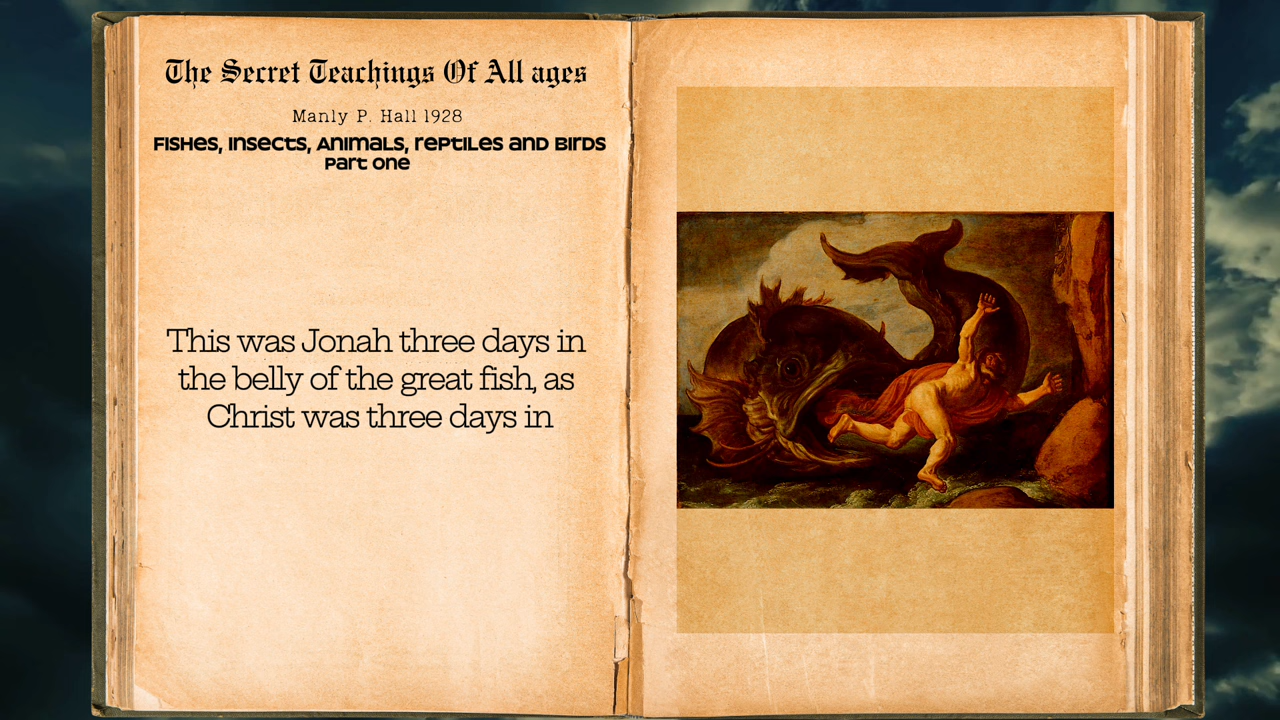 The Secret Teachings Of All ages
Manly P. Hall 1928
FISHES, INSECTS, ANIMALS, REPTILES AND BIRDS
PART ONE
This was Jonah three days in
the belly of the great fish, as
Christ was three days in